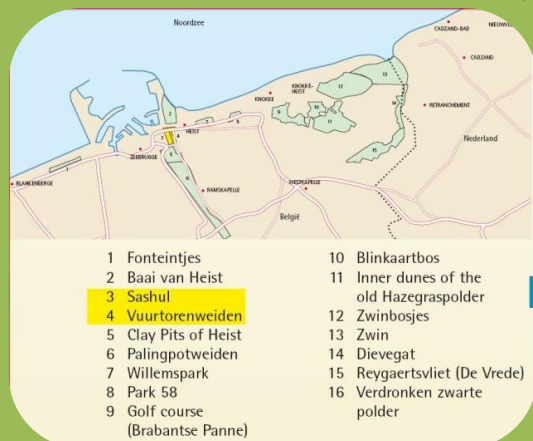 Noordzee
CADZAND-BAD
CADZAND
KNOKKE-HEIST
KNOKKE
RETRANCHEMENT
Nederland
HEIST
ZEEBRUGGE
BLANKENBERGE
RAMSKAPELLE
WESTKAPELLE
België
1 Fonteintjes
2 Baai van Heist
3 Sashul
4 Vuurtorenweiden
5 Clay Pits of Heist
6 Palingpotweiden
7 Willemspark
8 Park 58
9 Golf course
(Brabantse Panne)
10 Blinkaartbos
11 Inner dunes of the
old Hazegraspolder
12 Zwinbosjes
13 Zwin
14 Dievegat
15 Reygaertsvliet (De Vrede)
16 Verdronken zwarte
polder